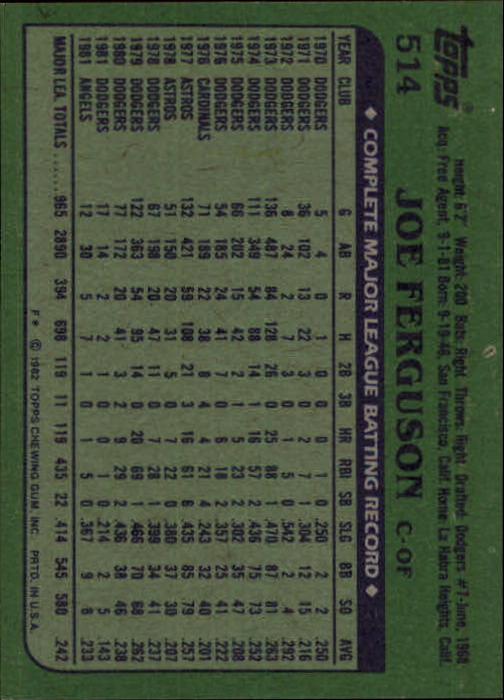 TOPPS®
514 JOE FERGUSON C-OF
Height: 6'2" Weight: 200 Bats: Right Throws: Right Drafted: Dodgers #7-June, 1968
Acq: Free Agent, 9-1-81 Born: 9-19-46, San Francisco, Calif. Home: La Habra Heights, Calif.
◆ COMPLETE MAJOR LEAGUE BATTING RECORD ◆
YEAR CLUB G AB R H 2B 3B HR RBI SB SLG BB SO AVG
1970 DODGERS 5 4 0 1 0 0 0 1 0 .250 2 2 .250
1971 DODGERS 36 102 13 22 3 0 2 7 1 .304 12 15 .216
1972 DODGERS 8 24 2 7 3 0 1 5 0 .542 2 4 .292
1973 DODGERS 136 487 84 128 26 0 25 88 1 .470 87 81 .263
1974 DODGERS 111 349 54 88 14 1 16 57 2 .436 75 73 .252
1975 DODGERS 66 202 15 42 2 1 5 23 2 .302 35 47 .208
1976 DODGERS 54 185 24 41 7 0 6 18 2 .357 25 41 .222
1976 CARDINALS 71 189 22 38 8 4 4 21 4 .243 32 40 .201
1977 ASTROS 132 421 59 108 21 3 16 61 6 .435 85 79 .257
1978 ASTROS 51 150 20 31 5 0 7 22 0 .380 37 30 .207
1978 DODGERS 67 198 20 47 11 0 7 28 1 .399 34 41 .237
1979 DODGERS 122 363 54 95 14 0 20 69 1 .466 70 68 .262
1980 DODGERS 77 172 20 41 3 2 9 29 2 .436 38 46 .238
1981 DODGERS 17 14 2 2 1 0 0 1 0 .214 2 5 .143
1981 ANGELS 12 30 5 7 1 0 1 5 0 .367 9 8 .233
MAJOR LEA. TOTALS ...... 965 2890 394 698 119 11 119 435 22 .414 545 580 .242
F* © 1982 TOPPS CHEWING GUM, INC. PRTD. IN U.S.A.